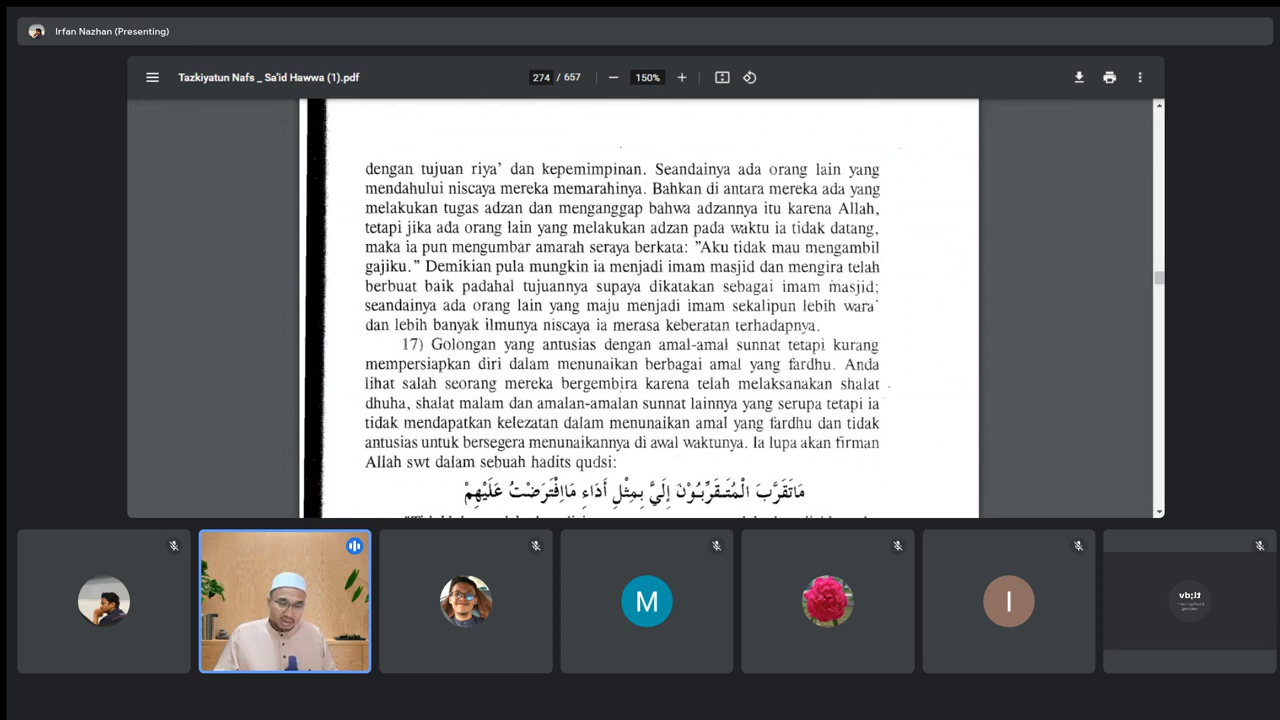 Irfan Nazhan (Presenting)
Tazkiyatun Nafs _ Sa'id Hawwa (1).pdf
274 / 657
150%
dengan tujuan riya' dan kepemimpinan. Seandainya ada orang lain yang
mendahului niscaya mereka memarahinya. Bahkan di antara mereka ada yang
melakukan tugas adzan dan menganggap bahwa adzannya itu karena Allah,
tetapi jika ada orang lain yang melakukan adzan pada waktu ia tidak datang,
maka ia pun mengumbar amarah seraya berkata: "Aku tidak mau mengambil
gajiku." Demikian pula mungkin ia menjadi imam masjid dan mengira telah
berbuat baik padahal tujuannya supaya dikatakan sebagai imam masjid;
seandainya ada orang lain yang maju menjadi imam sekalipun lebih wara'
dan lebih banyak ilmunya niscaya ia merasa keberatan terhadapnya.
17) Golongan yang antusias dengan amal-amal sunnat tetapi kurang
mempersiapkan diri dalam menunaikan berbagai amal yang fardhu. Anda
lihat salah seorang mereka bergembira karena telah melaksanakan shalat
dhuha, shalat malam dan amalan-amalan sunnat lainnya yang serupa tetapi ia
tidak mendapatkan kelezatan dalam menunaikan amal yang fardhu dan tidak
antusias untuk bersegera menunaikannya di awal waktunya. Ia lupa akan firman
Allah swt dalam sebuah hadits qudsi:
مَاتَقَرَّبَ الْمُتَقَرِّبُوْنَ إِلَيَّ بِمِثْلِ أَدَاءِ مَاافْتَرَضْتُ عَلَيْهِمْ
M
I
vb;lt